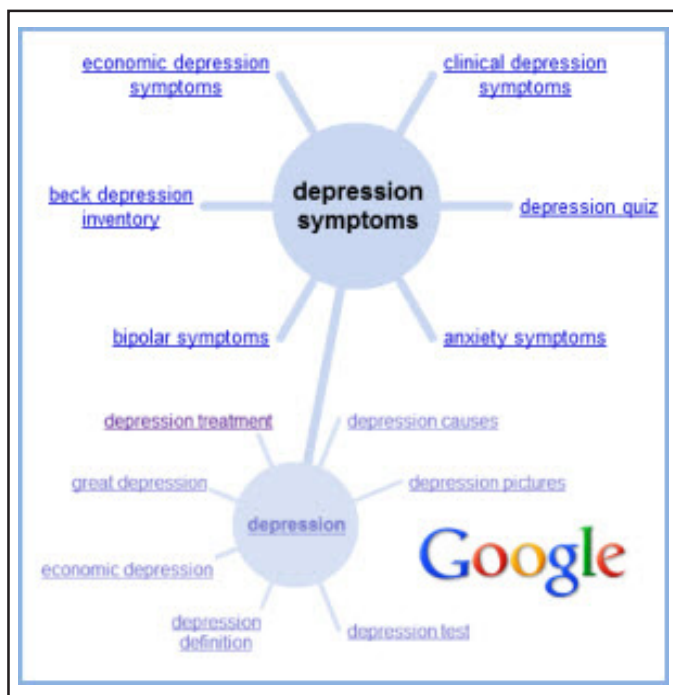 economic depression
symptoms
clinical depression
symptoms
depression
symptoms
beck depression
inventory
depression quiz
bipolar symptoms
anxiety symptoms
depression treatment
depression causes
great depression
depression pictures
depression
economic depression
Google
depression
definition
depression test